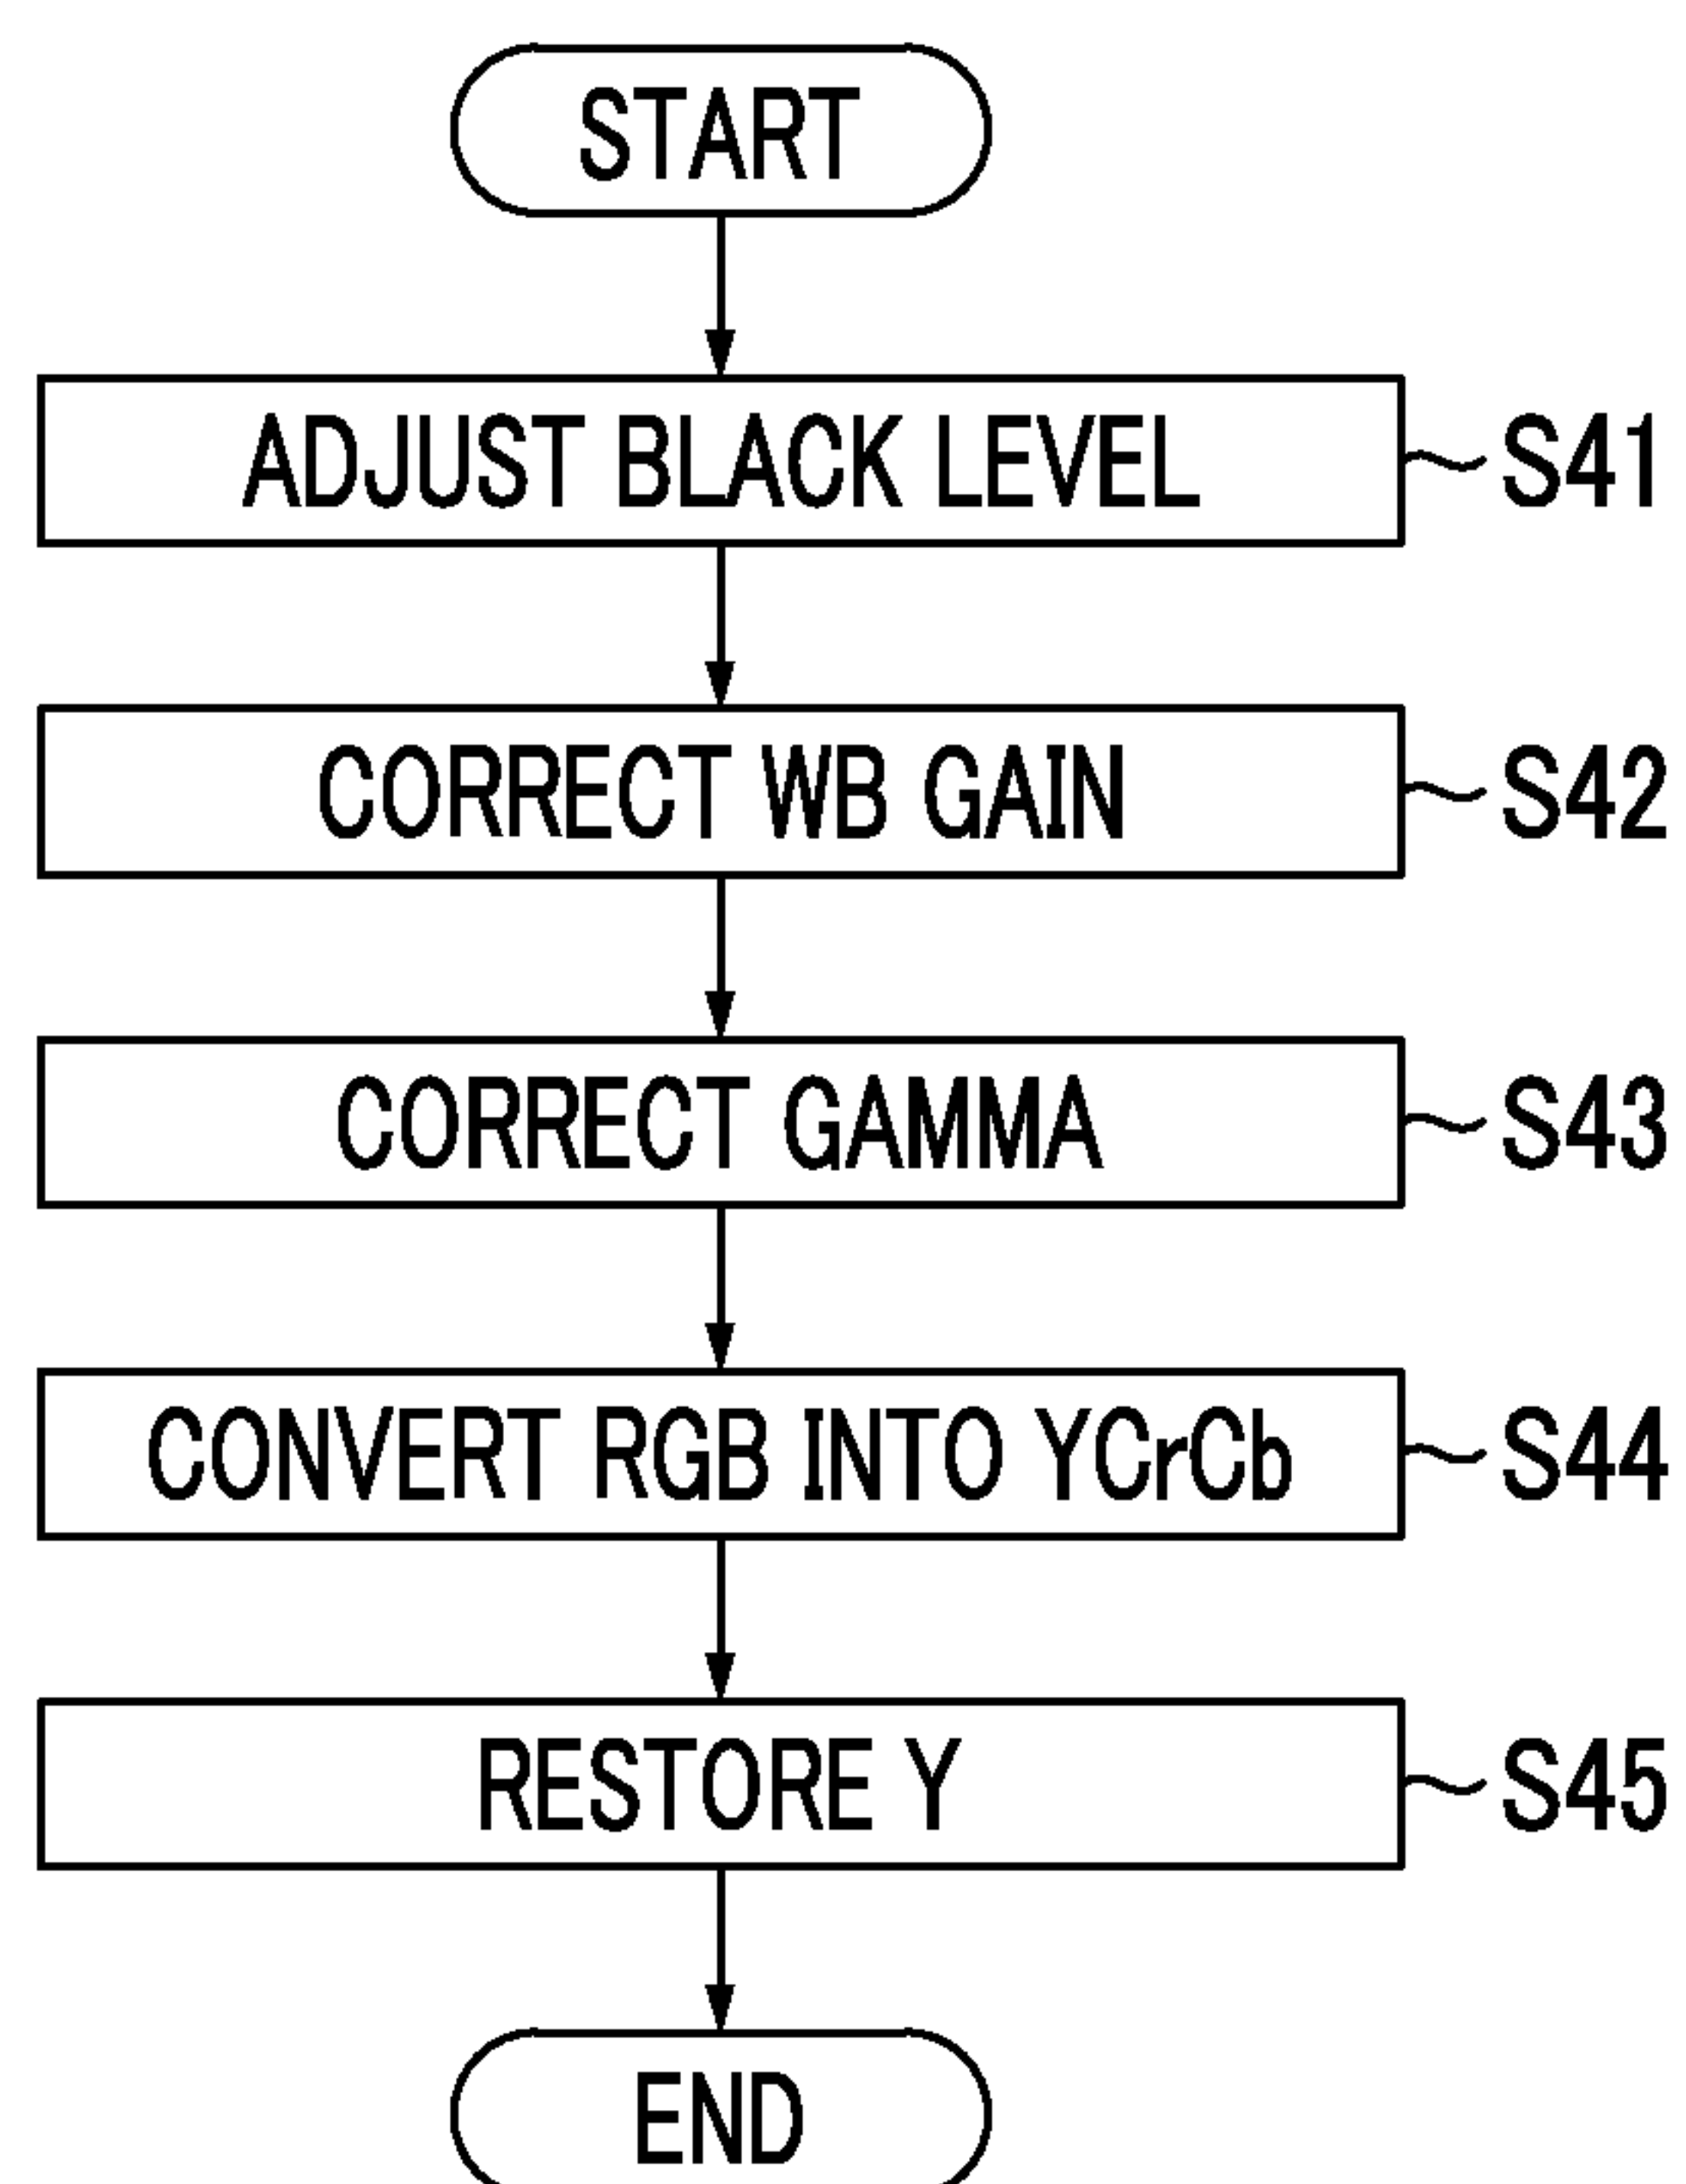 START
ADJUST BLACK LEVEL S41
CORRECT WB GAIN S42
CORRECT GAMMA S43
CONVERT RGB INTO YCrCb S44
RESTORE Y S45
END